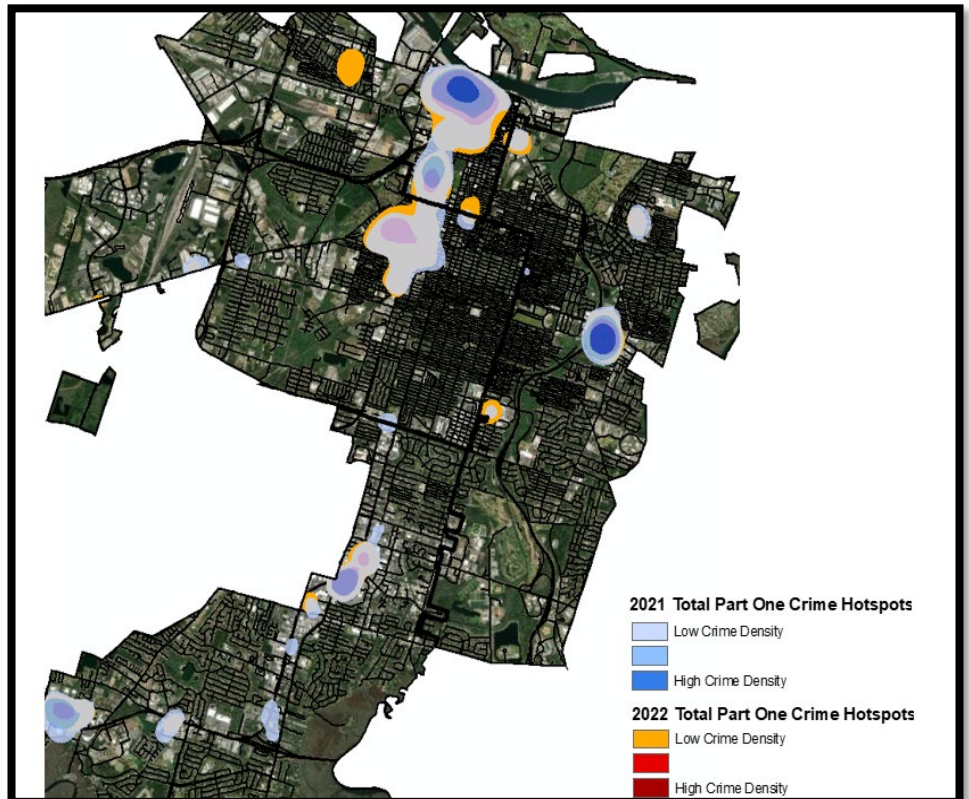 2021 Total Part One Crime Hotspots
Low Crime Density
High Crime Density
2022 Total Part One Crime Hotspots
Low Crime Density
High Crime Density